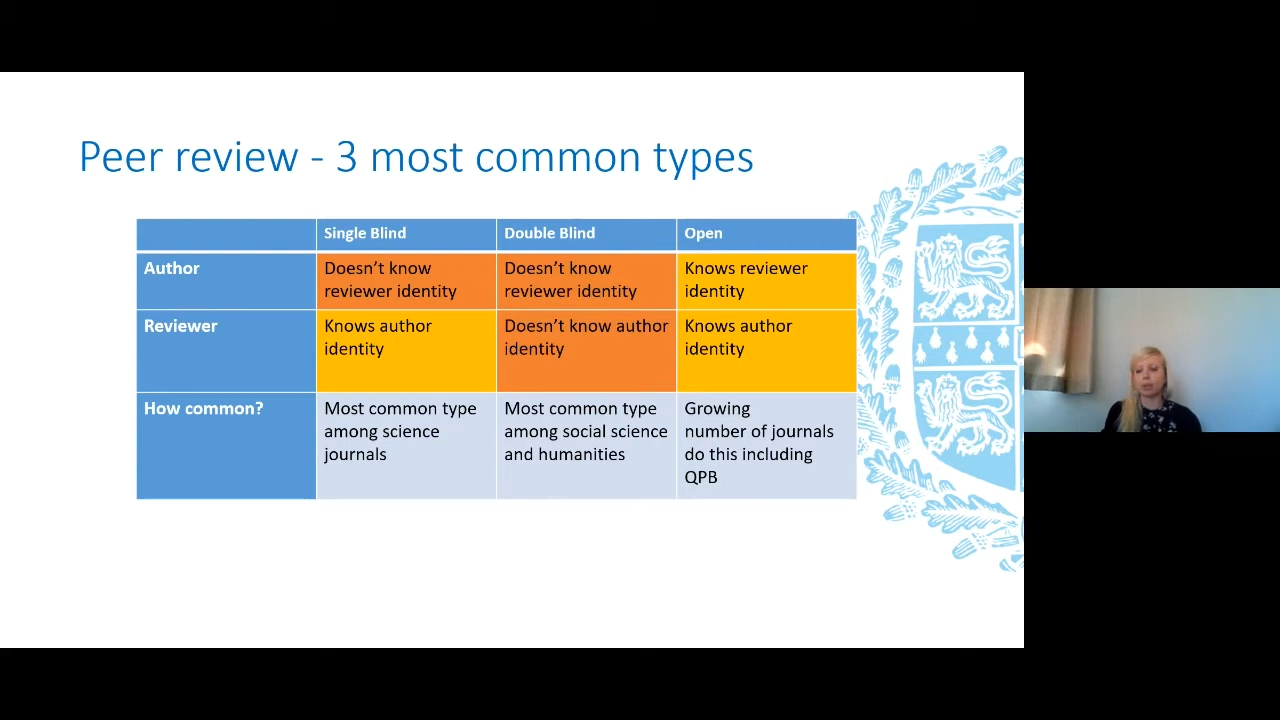 Peer review - 3 most common types
Single Blind
Double Blind
Open
Author
Doesn't know
reviewer identity
Doesn't know
reviewer identity
Knows reviewer
identity
Reviewer
Knows author
identity
Doesn't know author
identity
Knows author
identity
How common?
Most common type
among science
journals
Most common type
among social science
and humanities
Growing
number of journals
do this including
QPB